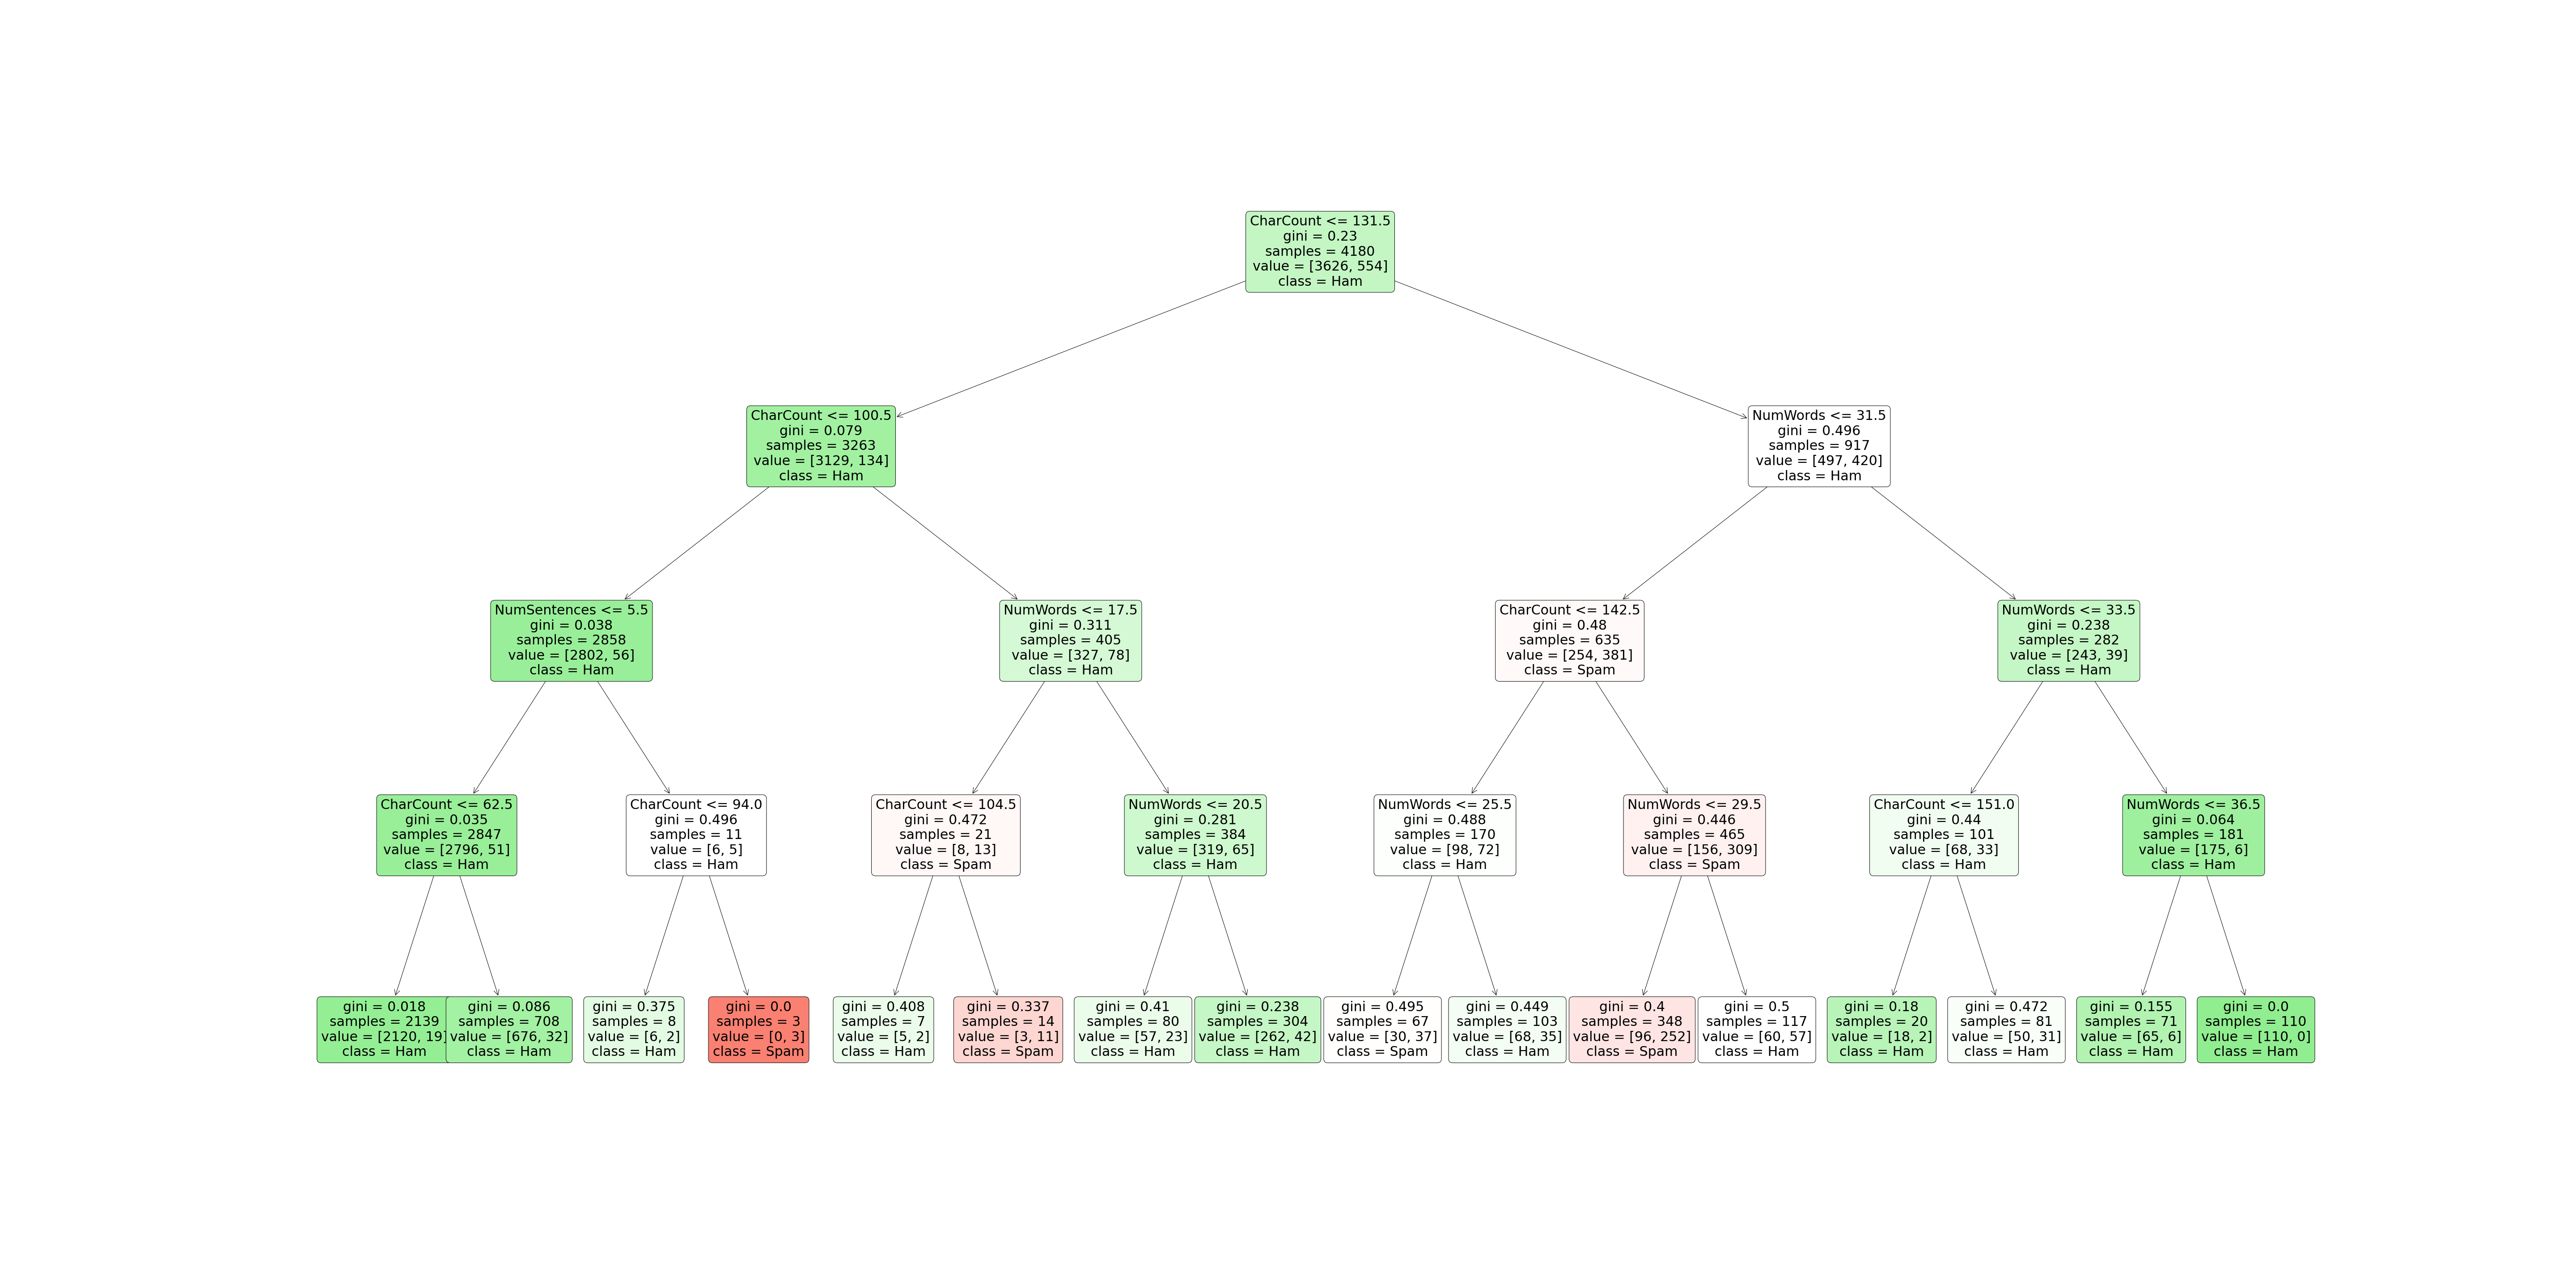 CharCount <= 131.5
gini = 0.23
samples = 4180
value = [3626, 554]
class = Ham
CharCount <= 100.5
gini = 0.079
samples = 3263
value = [3129, 134]
class = Ham
NumWords <= 31.5
gini = 0.496
samples = 917
value = [497, 420]
class = Ham
NumSentences <= 5.5
gini = 0.038
samples = 2858
value = [2802, 56]
class = Ham
NumWords <= 17.5
gini = 0.311
samples = 405
value = [327, 78]
class = Ham
CharCount <= 142.5
gini = 0.48
samples = 635
value = [254, 381]
class = Spam
NumWords <= 33.5
gini = 0.238
samples = 282
value = [243, 39]
class = Ham
CharCount <= 62.5
gini = 0.035
samples = 2847
value = [2796, 51]
class = Ham
CharCount <= 94.0
gini = 0.496
samples = 11
value = [6, 5]
class = Ham
CharCount <= 104.5
gini = 0.472
samples = 21
value = [8, 13]
class = Spam
NumWords <= 20.5
gini = 0.281
samples = 384
value = [319, 65]
class = Ham
NumWords <= 25.5
gini = 0.488
samples = 170
value = [98, 72]
class = Ham
NumWords <= 29.5
gini = 0.446
samples = 465
value = [156, 309]
class = Spam
CharCount <= 151.0
gini = 0.44
samples = 101
value = [68, 33]
class = Ham
NumWords <= 36.5
gini = 0.064
samples = 181
value = [175, 6]
class = Ham
gini = 0.018
samples = 2139
value = [2120, 19]
class = Ham
gini = 0.086
samples = 708
value = [676, 32]
class = Ham
gini = 0.375
samples = 8
value = [6, 2]
class = Ham
gini = 0.0
samples = 3
value = [0, 3]
class = Spam
gini = 0.408
samples = 7
value = [5, 2]
class = Ham
gini = 0.337
samples = 14
value = [3, 11]
class = Spam
gini = 0.41
samples = 80
value = [57, 23]
class = Ham
gini = 0.238
samples = 304
value = [262, 42]
class = Ham
gini = 0.495
samples = 67
value = [30, 37]
class = Spam
gini = 0.449
samples = 103
value = [68, 35]
class = Ham
gini = 0.4
samples = 348
value = [96, 252]
class = Spam
gini = 0.5
samples = 117
value = [60, 57]
class = Ham
gini = 0.18
samples = 20
value = [18, 2]
class = Ham
gini = 0.472
samples = 81
value = [50, 31]
class = Ham
gini = 0.155
samples = 71
value = [65, 6]
class = Ham
gini = 0.0
samples = 110
value = [110, 0]
class = Ham